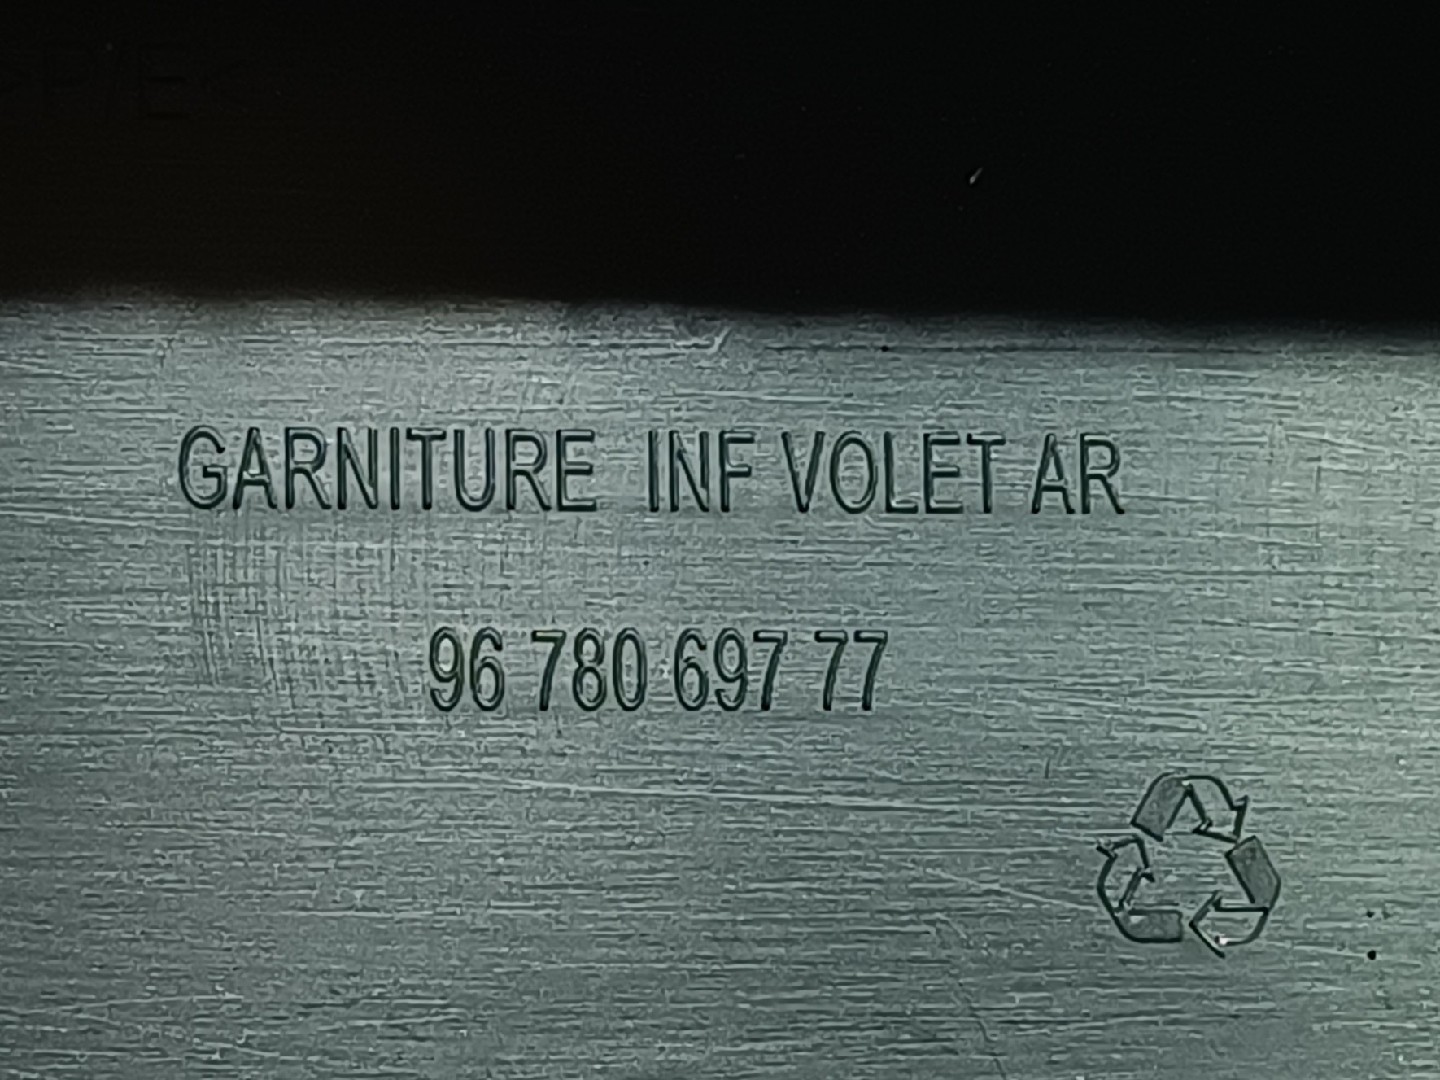 >P/E<
GARNITURE INF VOLET AR
96 780 697 77